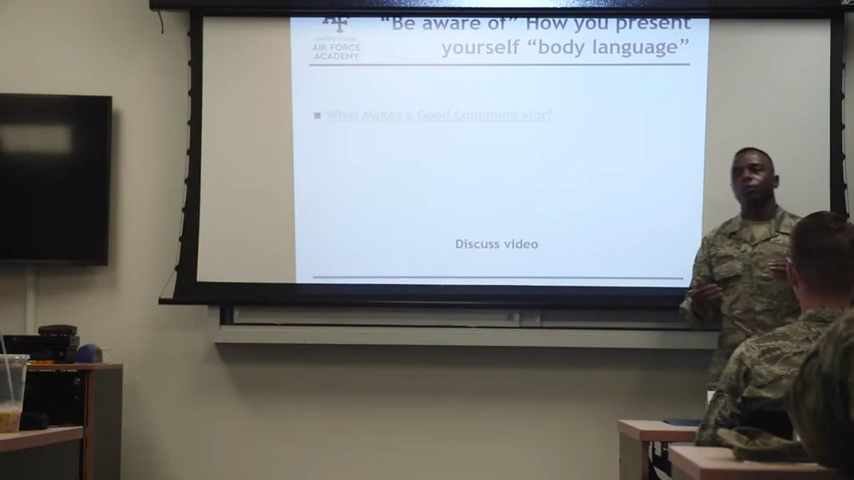 "Be aware of" How you present
yourself "body language"
AF
UNITED STATES
AIR FORCE
ACADEMY
What Makes a Good Communicator?
Discuss video